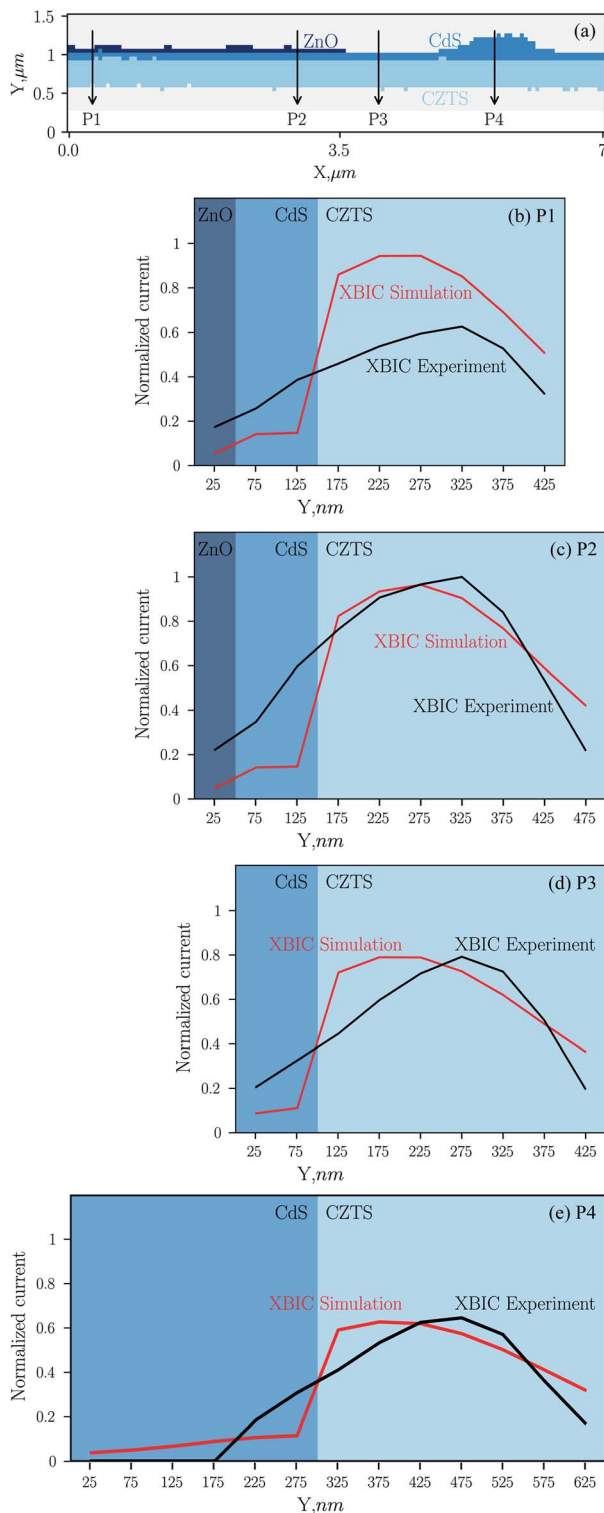 1.5
(a)
ZnO
CdS
1
Y,μm
0.5
CZTS
P1 P2 P3 P4
0
0.0 3.5 7
X,μm
ZnO CdS CZTS (b) P1
1
XBIC Simulation
0.8
Normalized current
0.6
XBIC Experiment
0.4
0.2
0
25 75 125 175 225 275 325 375 425
Y,nm
ZnO CdS CZTS (c) P2
1
0.8
XBIC Simulation
Normalized current
0.6
XBIC Experiment
0.4
0.2
0
25 75 125 175 225 275 325 375 425 475
Y,nm
CdS CZTS (d) P3
1
XBIC Simulation XBIC Experiment
0.8
Normalized current
0.6
0.4
0.2
0
25 75 125 175 225 275 325 375 425
Y,nm
CdS CZTS (e) P4
1
0.8
XBIC Simulation XBIC Experiment
Normalized current
0.6
0.4
0.2
0
25 75 125 175 225 275 325 375 425 475 525 575 625
Y,nm